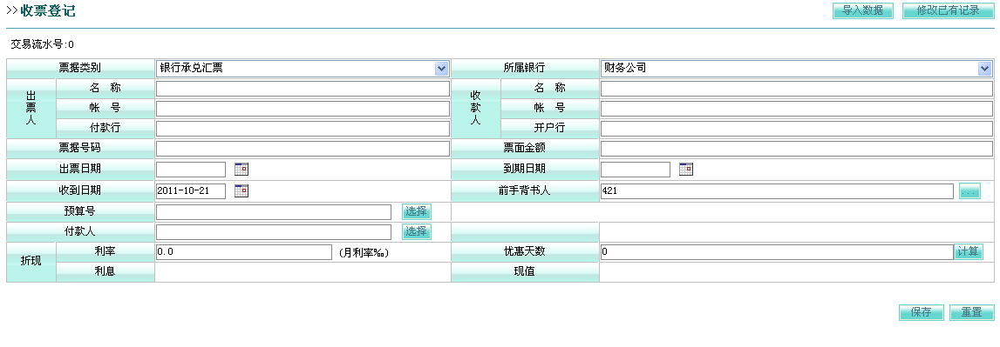 >>收票登记 导入数据 修改已有记录
交易流水号:0
票据类别 银行承兑汇票 所属银行 财务公司
出票人 名 称 收款人 名 称
帐 号 帐 号
付款行 开户行
票据号码 票面金额
出票日期 到期日期
收到日期 2011-10-21 前手背书人 421 ...
预算号 选择
付款人 选择
折现 利率 0.0 (月利率‰) 优惠天数 0 计算
利息 现值
保存 重置